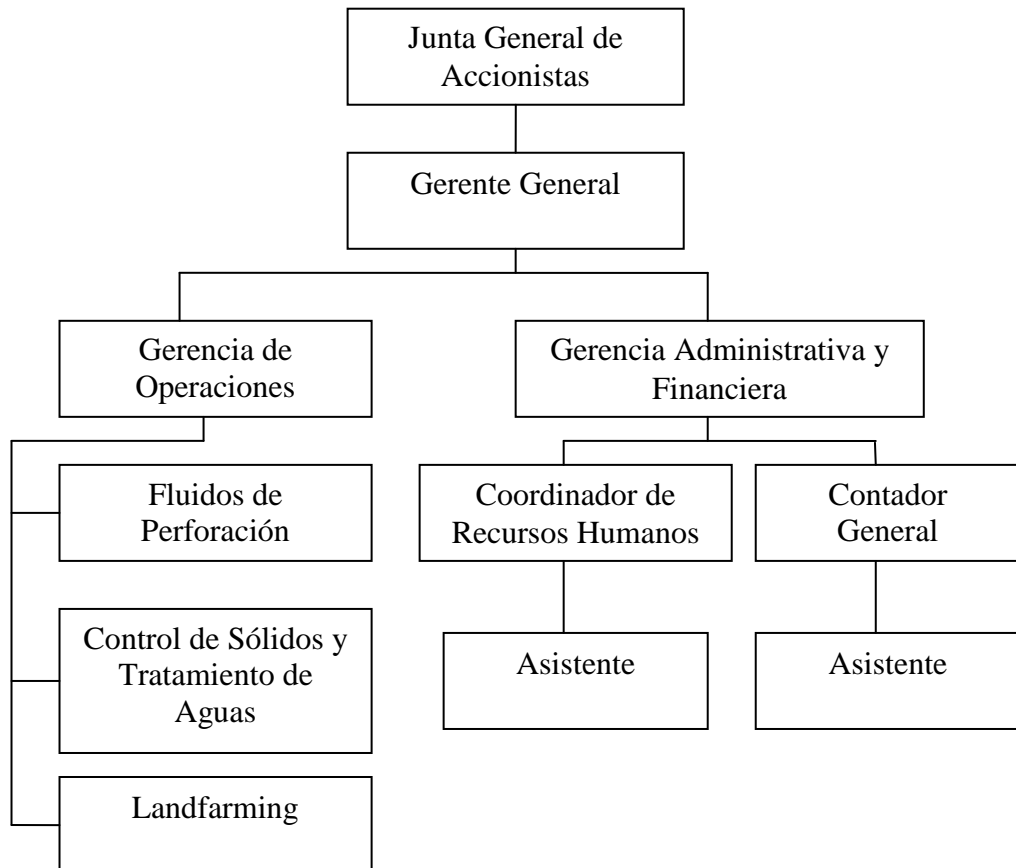 Junta General de
Accionistas
Gerente General
Gerencia de
Operaciones
Gerencia Administrativa y
Financiera
Fluidos de
Perforación
Coordinador de
Recursos Humanos
Contador
General
Control de Sólidos y
Tratamiento de
Aguas
Asistente
Asistente
Landfarming